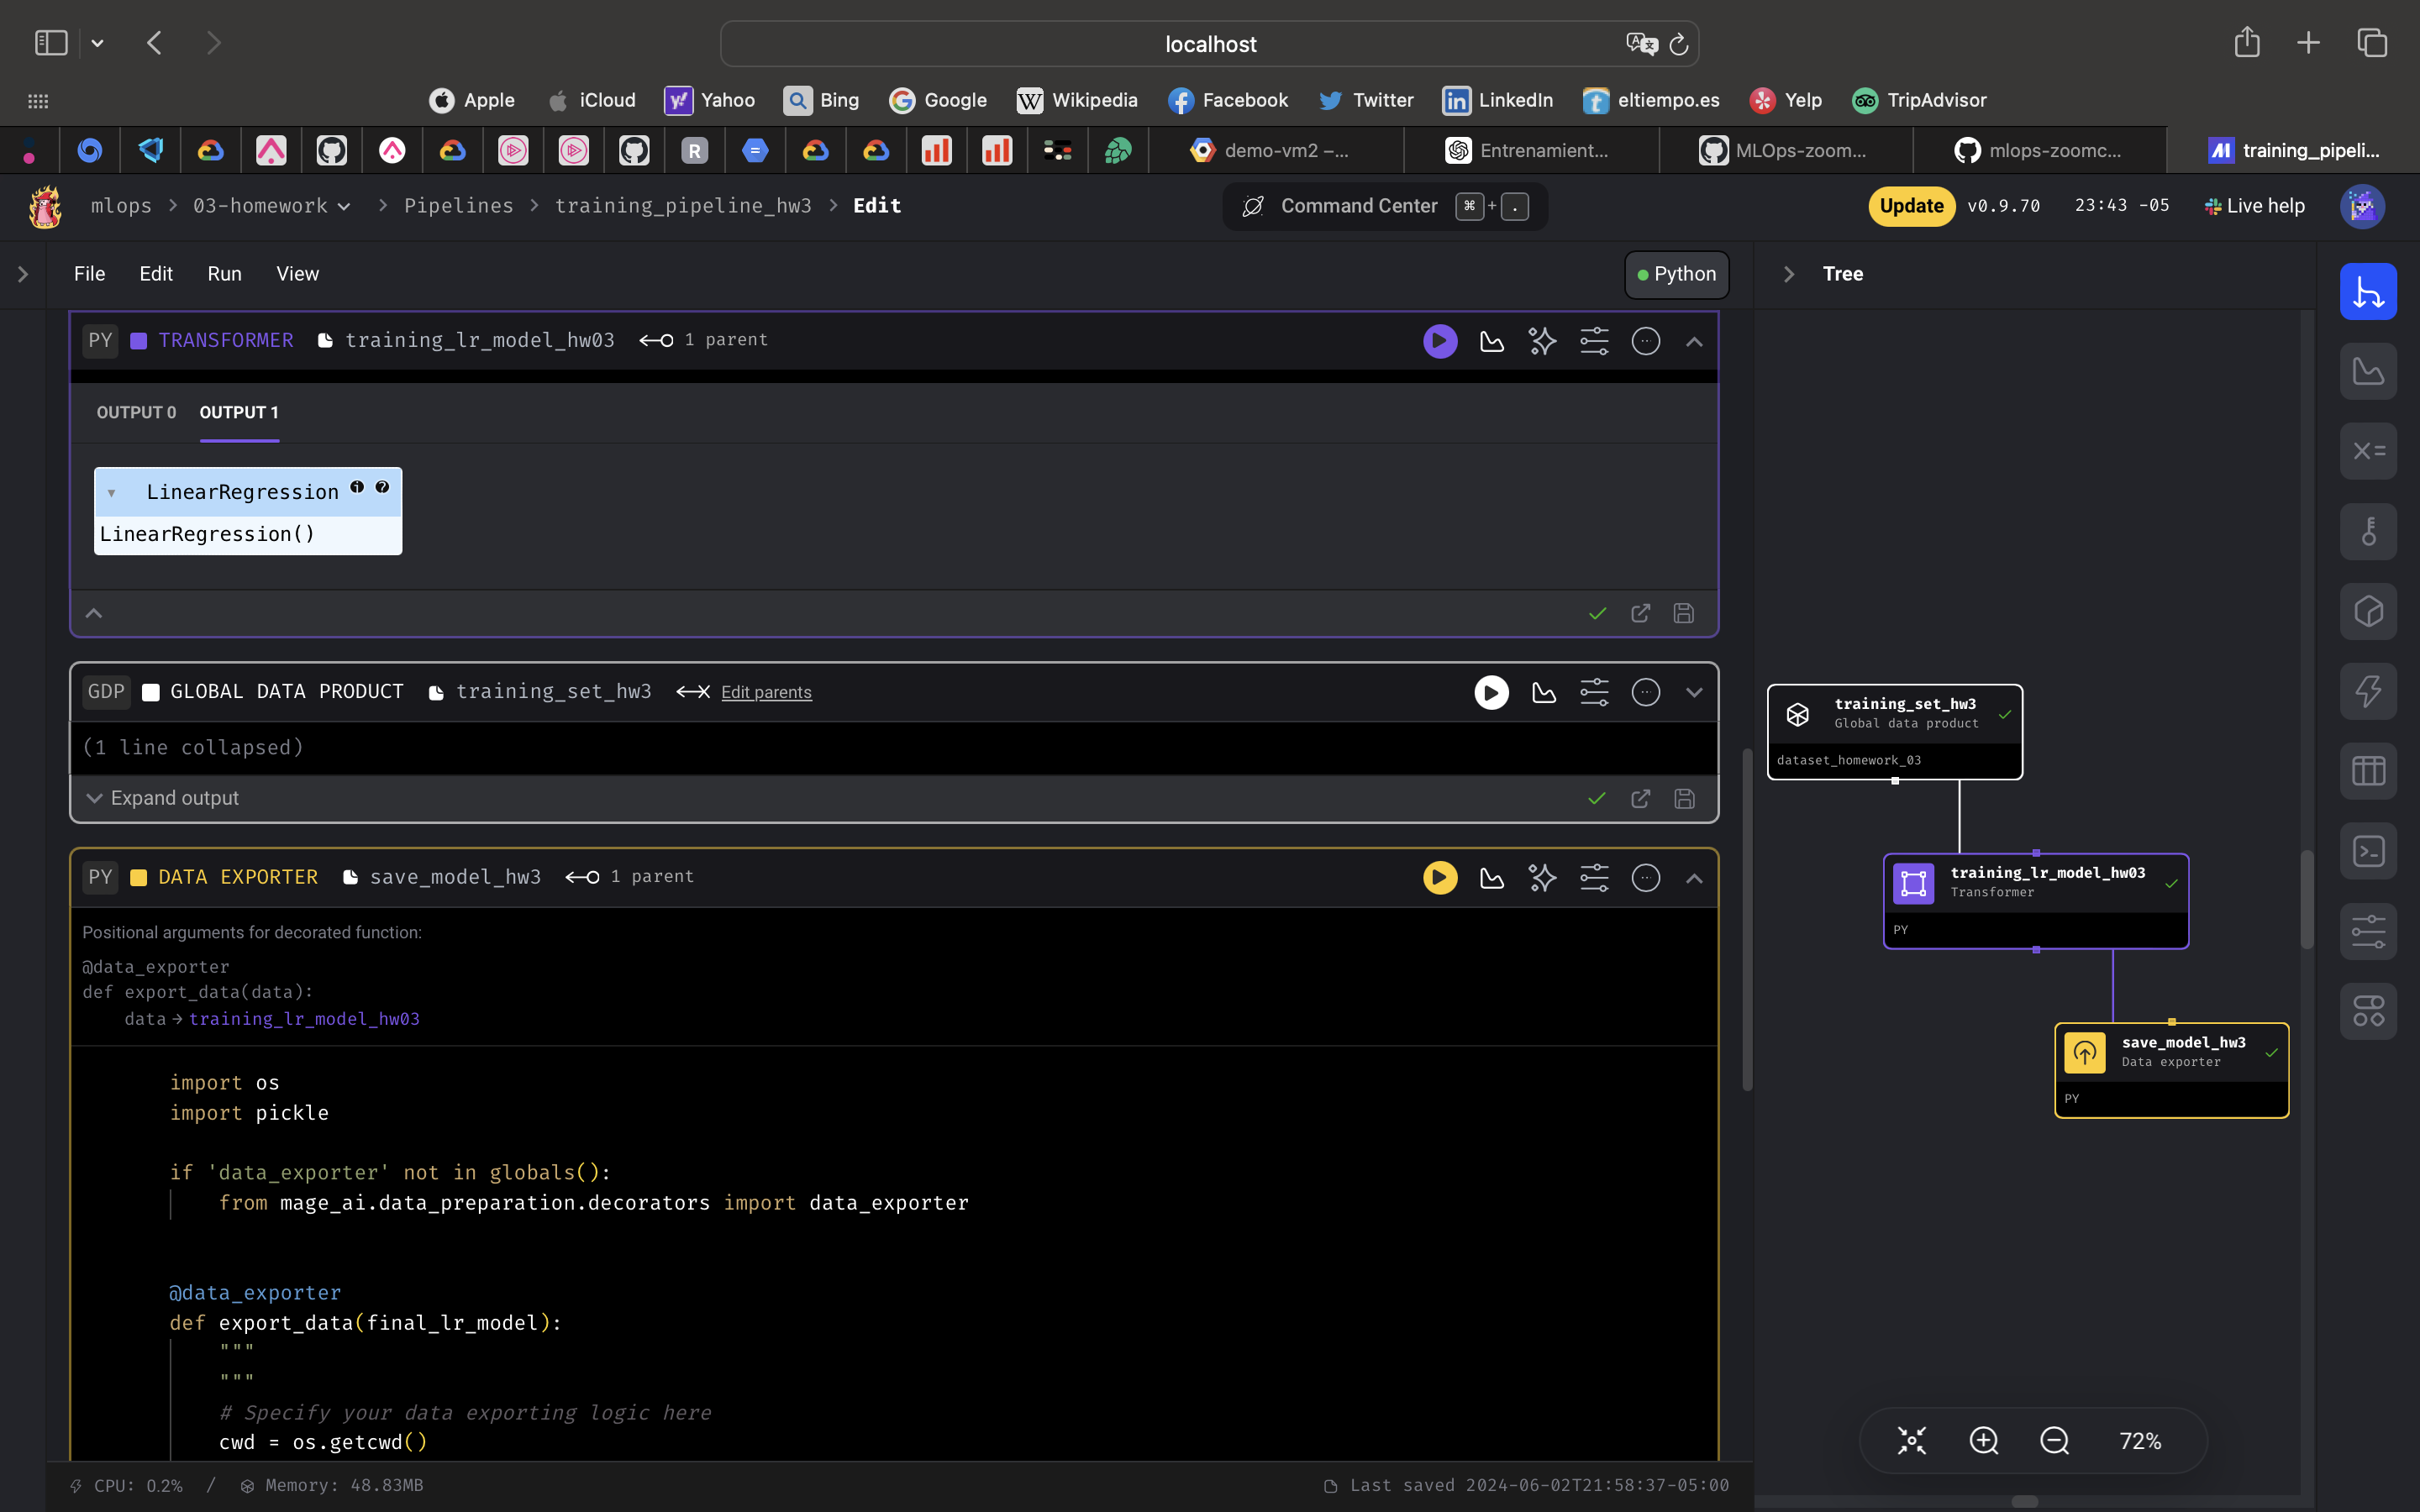 localhost
Apple
iCloud
Yahoo
Bing
Google
Wikipedia
Facebook
Twitter
LinkedIn
eltiempo.es
Yelp
TripAdvisor
demo-vm2 –...
Entrenamient...
MLOps-zoom...
mlops-zoomc...
training_pipeli...
mlops > 03-homework > Pipelines > training_pipeline_hw3 > Edit
Command Center ⌘ + .
Update v0.9.70 23:43 -05 Live help
File Edit Run View
Python
Tree
PY TRANSFORMER training_lr_model_hw03 1 parent
OUTPUT 0 OUTPUT 1
LinearRegression
LinearRegression()
GDP GLOBAL DATA PRODUCT training_set_hw3 Edit parents
(1 line collapsed)
Expand output
PY DATA EXPORTER save_model_hw3 1 parent
Positional arguments for decorated function:
@data_exporter
def export_data(data):
data → training_lr_model_hw03
import os
import pickle
if 'data_exporter' not in globals():
from mage_ai.data_preparation.decorators import data_exporter
@data_exporter
def export_data(final_lr_model):
"""
"""
# Specify your data exporting logic here
cwd = os.getcwd()
training_set_hw3
Global data product
dataset_homework_03
training_lr_model_hw03
Transformer
PY
save_model_hw3
Data exporter
PY
72%
CPU: 0.2% / Memory: 48.83MB
Last saved 2024-06-02T21:58:37-05:00